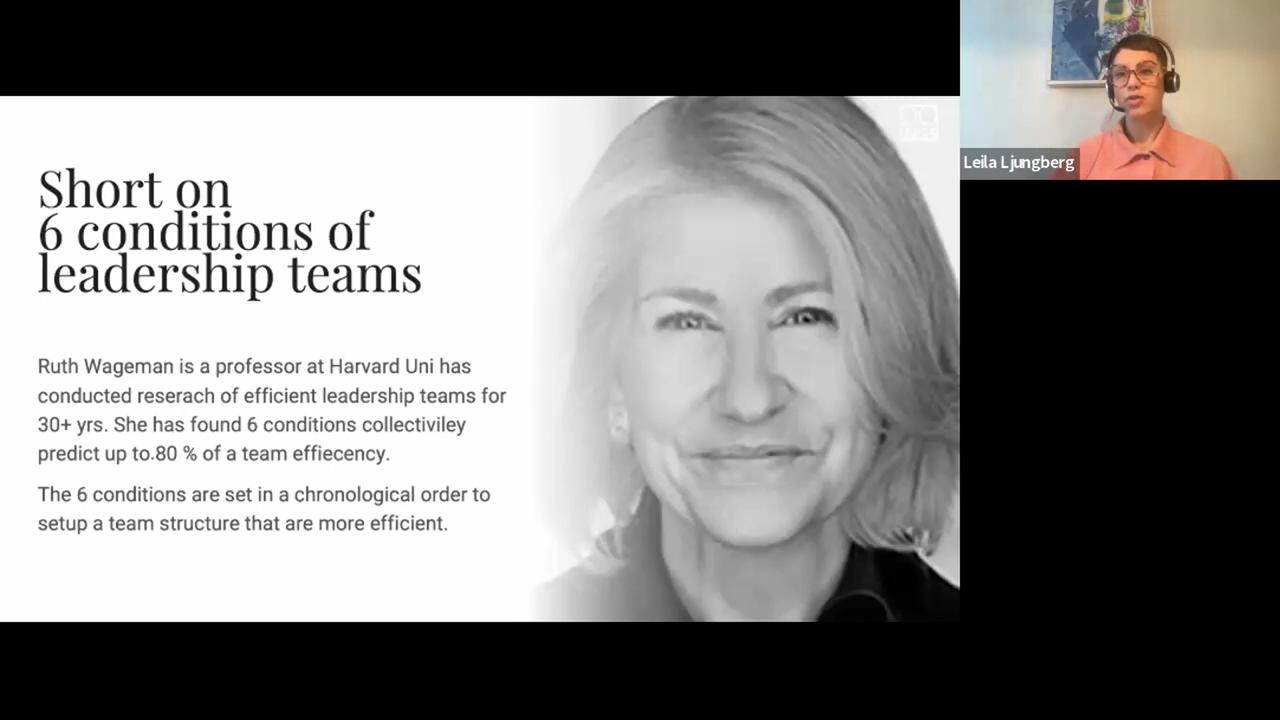 Short on
6 conditions of
leadership teams
Ruth Wageman is a professor at Harvard Uni has
conducted reserach of efficient leadership teams for
30+ yrs. She has found 6 conditions collectiviley
predict up to.80 % of a team effiecency.
The 6 conditions are set in a chronological order to
setup a team structure that are more efficient.
Leila Ljungberg